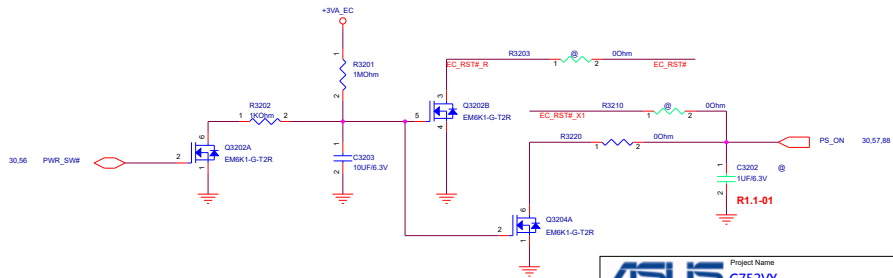 +3VA_EC
R3201
1MOhm
1
2
R3203 @ 0Ohm
EC_RST#_R 1 2 EC_RST#
R3202
1 1KOhm 2
3
5 4
Q3202B
EM6K1-G-T2R
R3210 @ 0Ohm
EC_RST#_X1 1 2
30,56 PWR_SW# 2
6
1
Q3202A
EM6K1-G-T2R
1
2
C3203
10UF/6.3V
R3220 0Ohm
1 2
PS_ON 30,57,88
1
2
C3202 @
1UF/6.3V
R1.1-01
2
6
1
Q3204A
EM6K1-G-T2R
Project Name